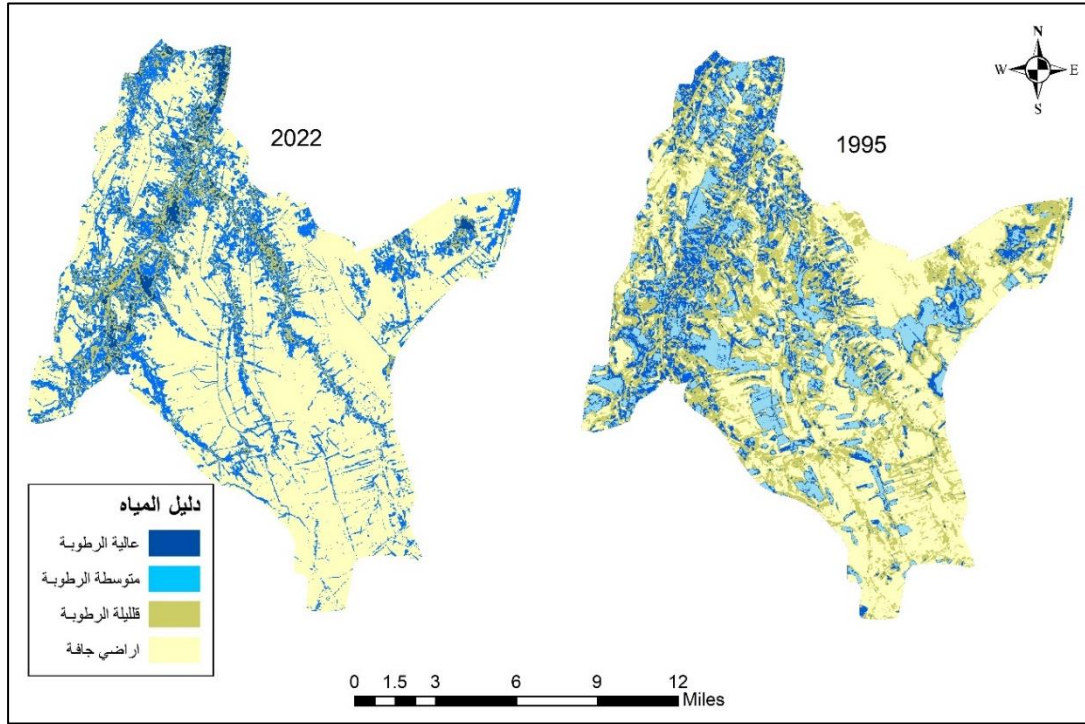 N
W E
S
2022
1995
دليل المياه
عالية الرطوبة
متوسطة الرطوبة
قلليلة الرطوبة
اراضي جافة
0 1.5 3 6 9 12
Miles